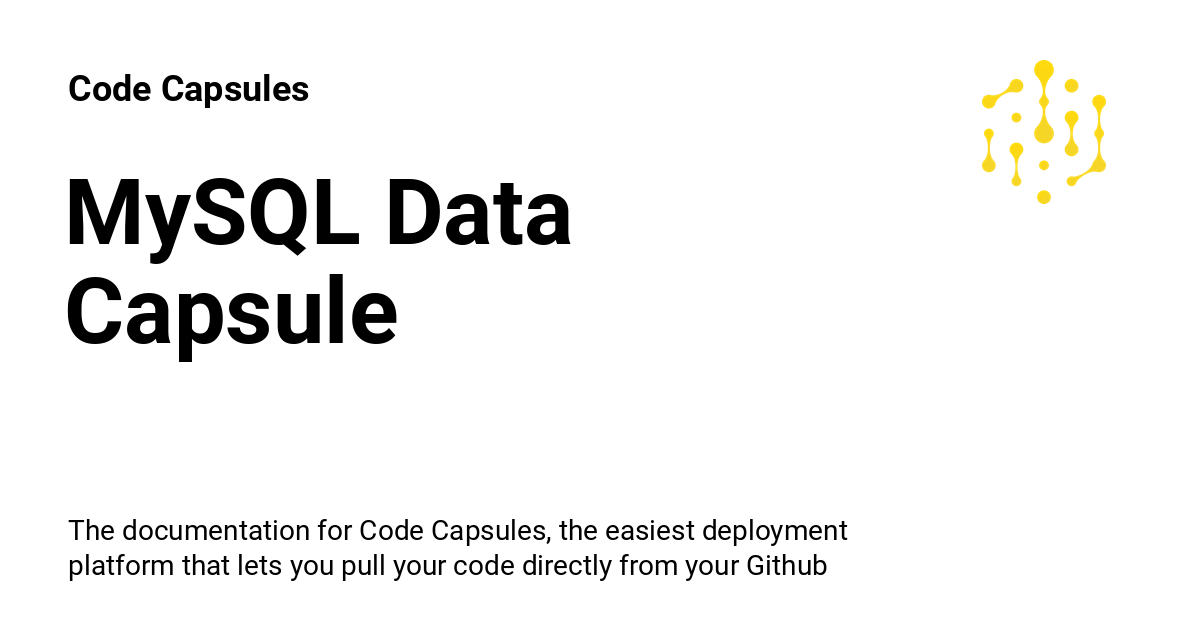 Code Capsules
MySQL Data
Capsule
The documentation for Code Capsules, the easiest deployment
platform that lets you pull your code directly from your Github